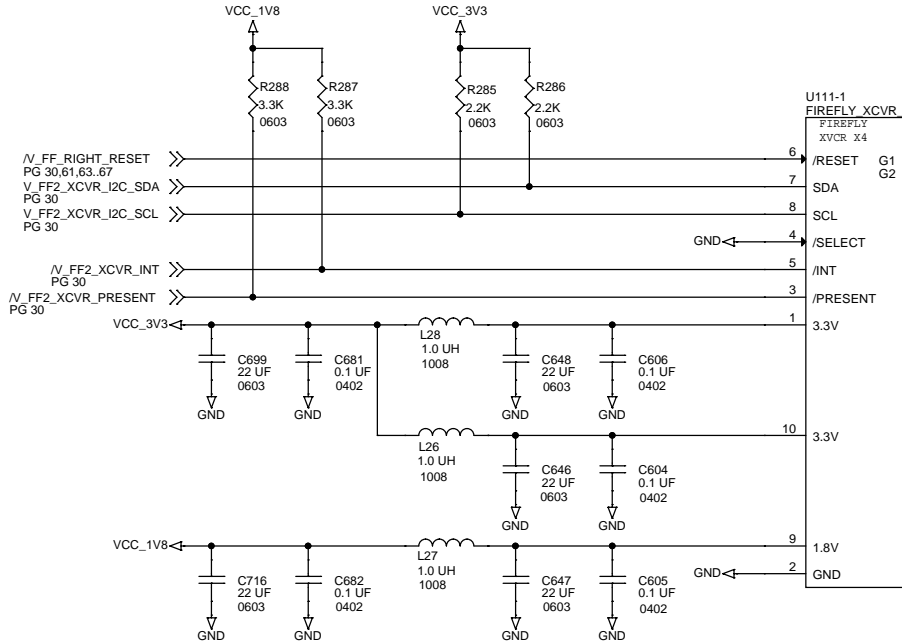 VCC_1V8
VCC_3V3
R288
3.3K
0603
R287
3.3K
0603
R285
2.2K
0603
R286
2.2K
0603
U111-1
FIREFLY_XCVR_
FIREFLY
XVCR X4
/V_FF_RIGHT_RESET
PG 30,61,63..67
6
/RESET
G1
G2
V_FF2_XCVR_I2C_SDA
PG 30
7
SDA
V_FF2_XCVR_I2C_SCL
PG 30
8
SCL
GND
4
/SELECT
/V_FF2_XCVR_INT
PG 30
5
/INT
/V_FF2_XCVR_PRESENT
PG 30
3
/PRESENT
VCC_3V3
1
3.3V
L28
1.0 UH
1008
C699
22 UF
0603
GND
C681
0.1 UF
0402
GND
C648
22 UF
0603
GND
C606
0.1 UF
0402
GND
10
3.3V
L26
1.0 UH
1008
C646
22 UF
0603
GND
C604
0.1 UF
0402
GND
VCC_1V8
9
1.8V
L27
1.0 UH
1008
GND
2
GND
C716
22 UF
0603
GND
C682
0.1 UF
0402
GND
C647
22 UF
0603
GND
C605
0.1 UF
0402
GND